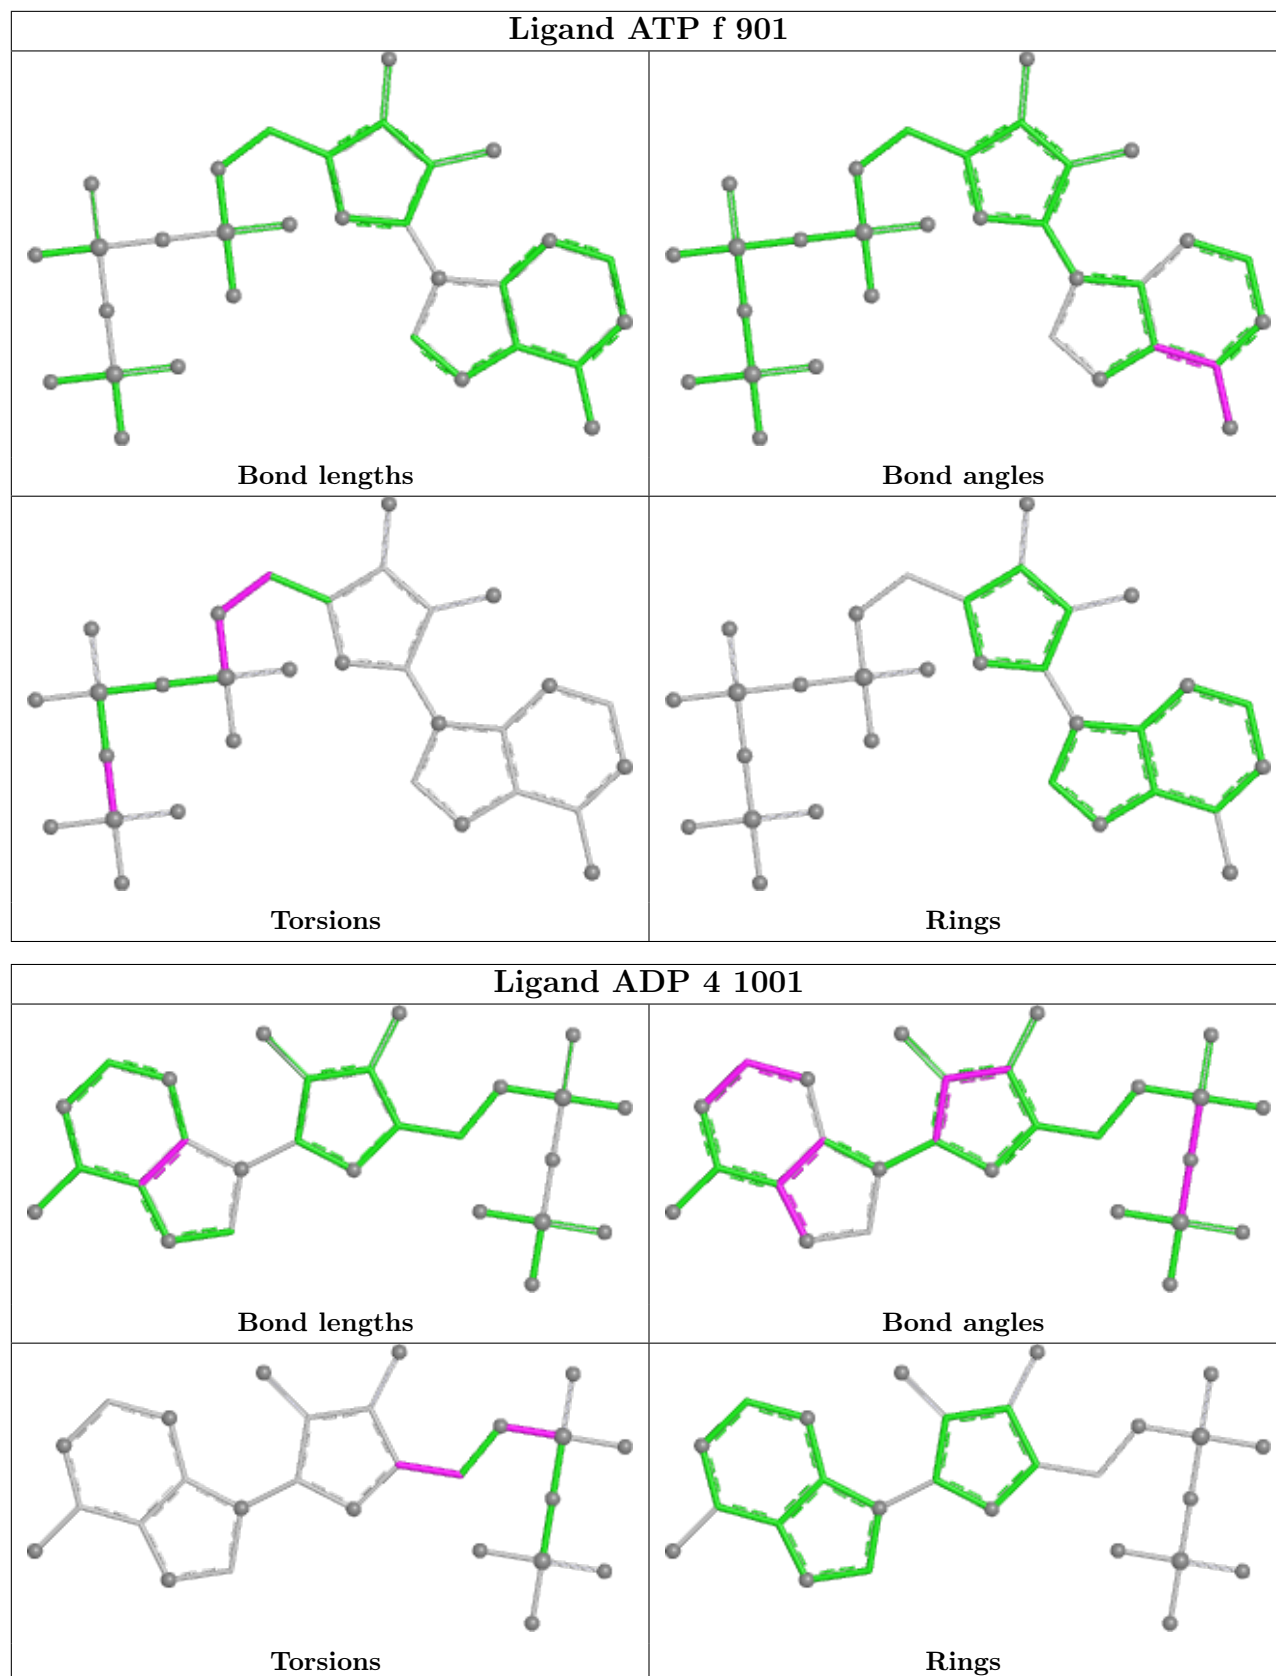 Ligand ATP f 901
Bond lengths
Bond angles
Torsions
Rings
Ligand ADP 4 1001
Bond lengths
Bond angles
Torsions
Rings